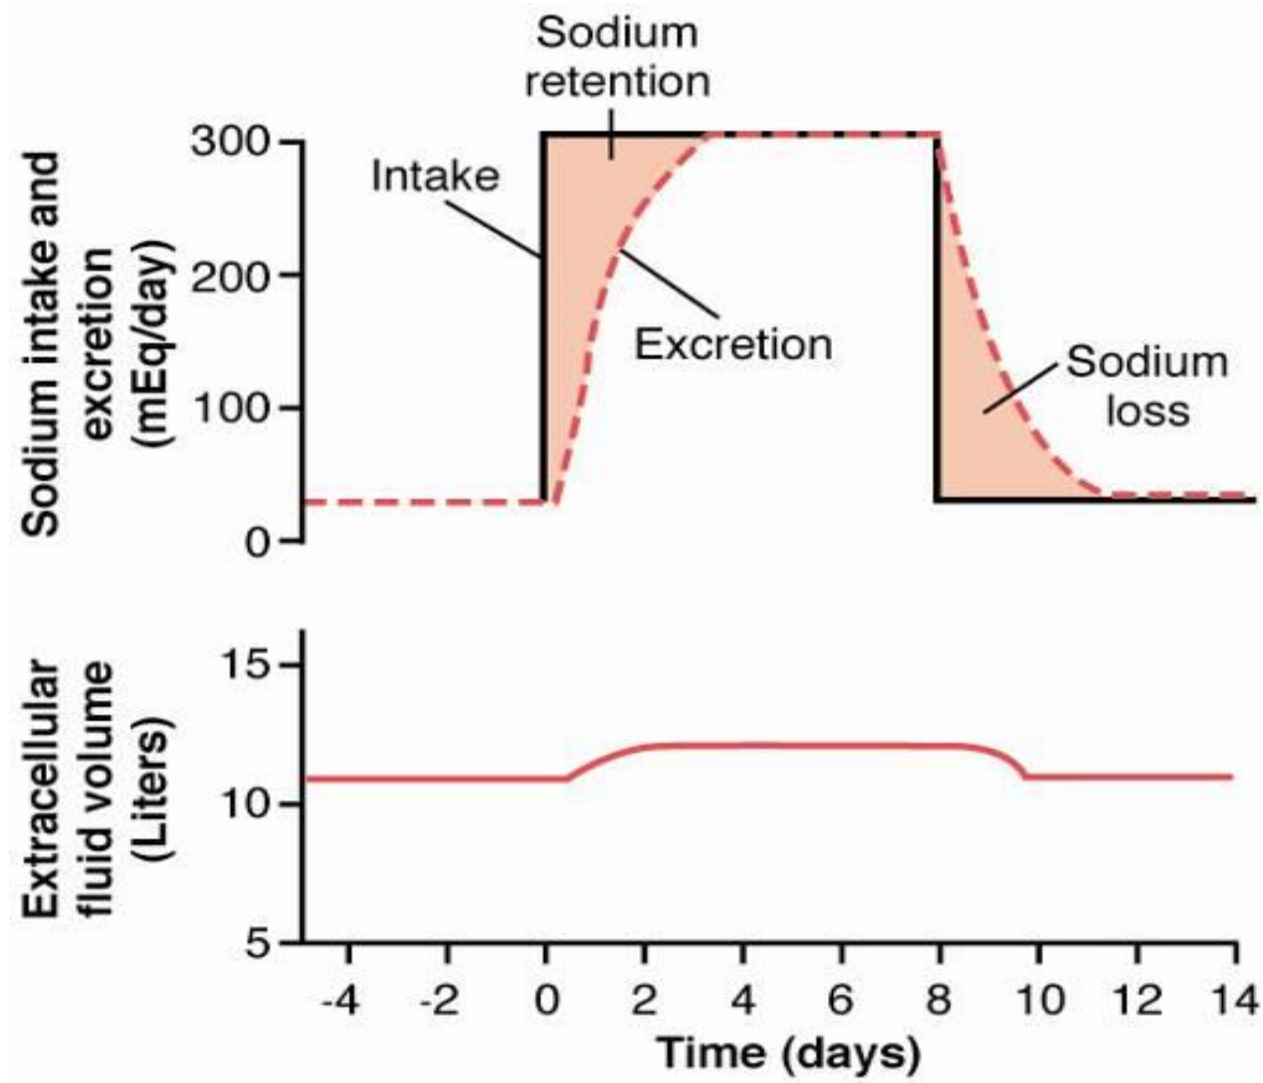 Sodium
retention
Sodium intake and
excretion
(mEq/day)
300
200
100
0
Intake
Excretion
Sodium
loss
Extracellular
fluid volume
(Liters)
15
10
5
-4 -2 0 2 4 6 8 10 12 14
Time (days)